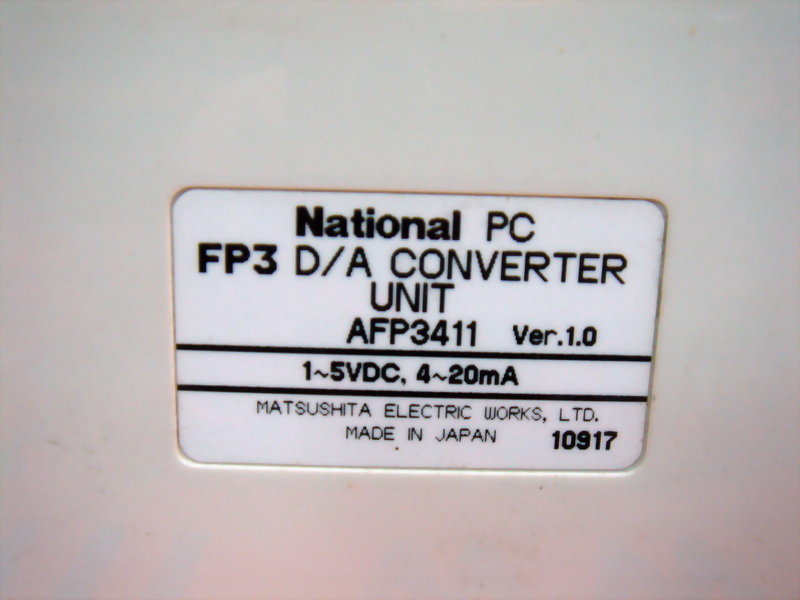 National PC
FP3 D/A CONVERTER
UNIT
AFP3411 Ver.1.0
1~5VDC, 4~20mA
MATSUSHITA ELECTRIC WORKS, LTD.
MADE IN JAPAN 10917